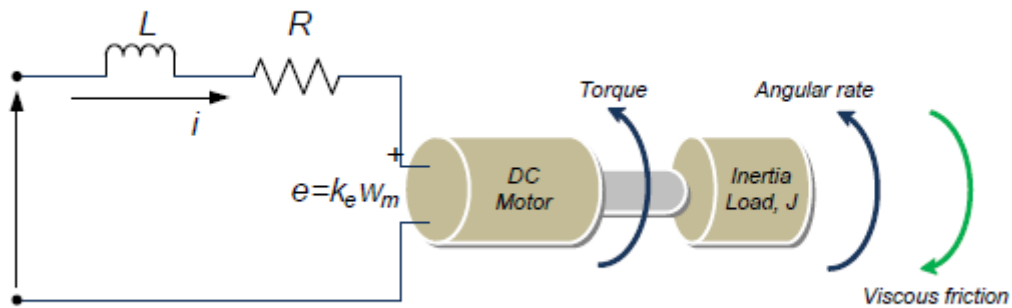 L
R
i
+
e=kₑwₘ
Torque
Angular rate
DC
Motor
Inertia
Load, J
Viscous friction